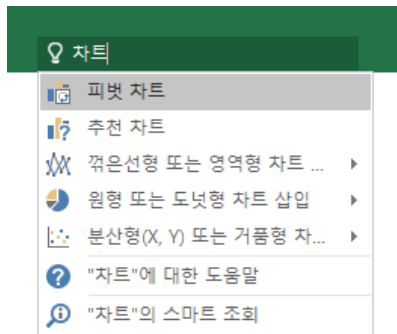 차트
피벗 차트
추천 차트
꺾은선형 또는 영역형 차트 ...
원형 또는 도넛형 차트 삽입
분산형(X, Y) 또는 거품형 차...
"차트"에 대한 도움말
"차트"의 스마트 조회